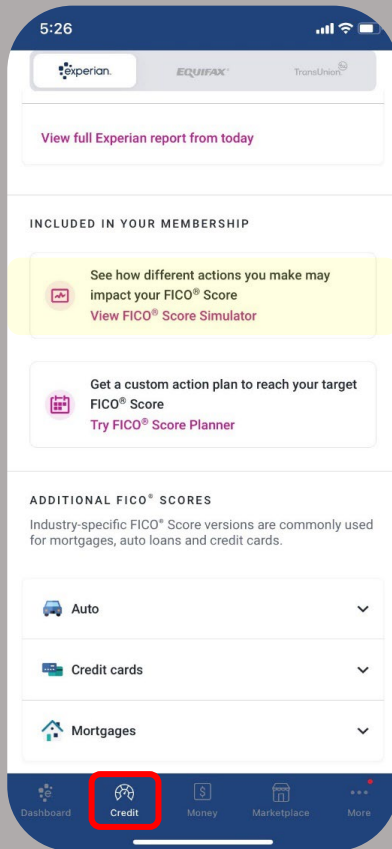 5:26
experian.
EQUIFAX
TransUnion
View full Experian report from today
INCLUDED IN YOUR MEMBERSHIP
See how different actions you make may
impact your FICO® Score
View FICO® Score Simulator
Get a custom action plan to reach your target
FICO® Score
Try FICO® Score Planner
ADDITIONAL FICO® SCORES
Industry-specific FICO® Score versions are commonly used
for mortgages, auto loans and credit cards.
Auto
Credit cards
Mortgages
Dashboard
Credit
Money
Marketplace
More